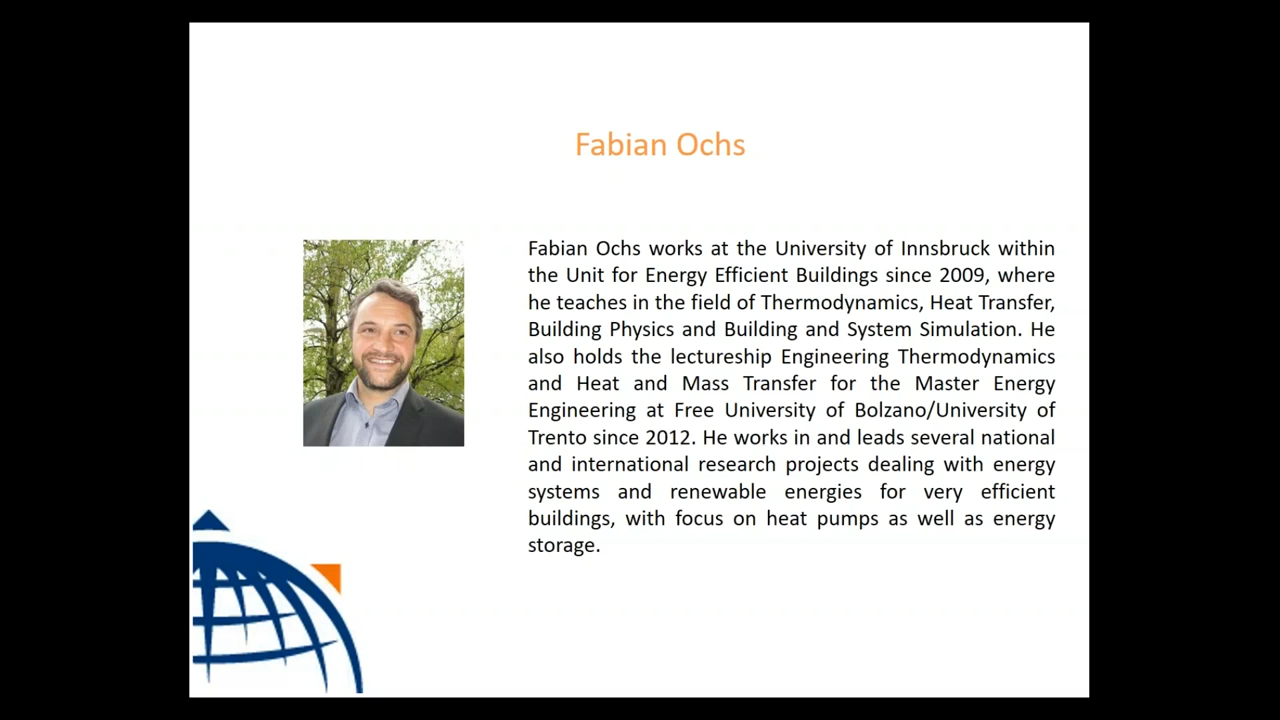 Fabian Ochs
Fabian Ochs works at the University of Innsbruck within
the Unit for Energy Efficient Buildings since 2009, where
he teaches in the field of Thermodynamics, Heat Transfer,
Building Physics and Building and System Simulation. He
also holds the lectureship Engineering Thermodynamics
and Heat and Mass Transfer for the Master Energy
Engineering at Free University of Bolzano/University of
Trento since 2012. He works in and leads several national
and international research projects dealing with energy
systems and renewable energies for very efficient
buildings, with focus on heat pumps as well as energy
storage.